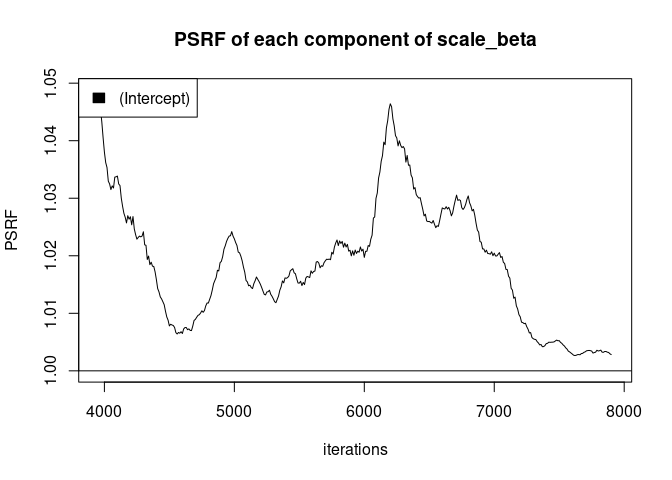 PSRF of each component of scale_beta
(Intercept)
PSRF
1.05
1.04
1.03
1.02
1.01
1.00
4000 5000 6000 7000 8000
iterations